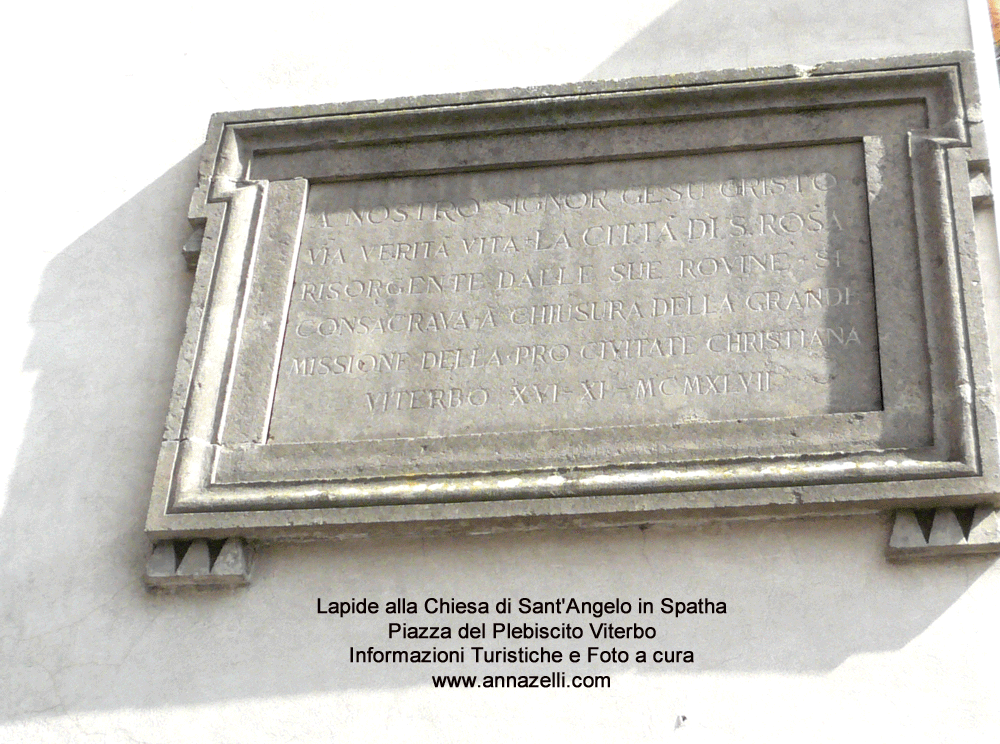 A NOSTRO SIGNOR GESU CRISTO
VIA VERITA VITA·LA CITTA DI S.ROSA
RISORGENTE DALLE SUE ROVINE·SI
CONSACRAVA·A CHIUSURA DELLA GRANDE
MISSIONE DELLA·PRO CIVITATE CHRISTIANA
VITERBO XVI-XI-MCMXLVII
Lapide alla Chiesa di Sant'Angelo in Spatha
Piazza del Plebiscito Viterbo
Informazioni Turistiche e Foto a cura
www.annazelli.com